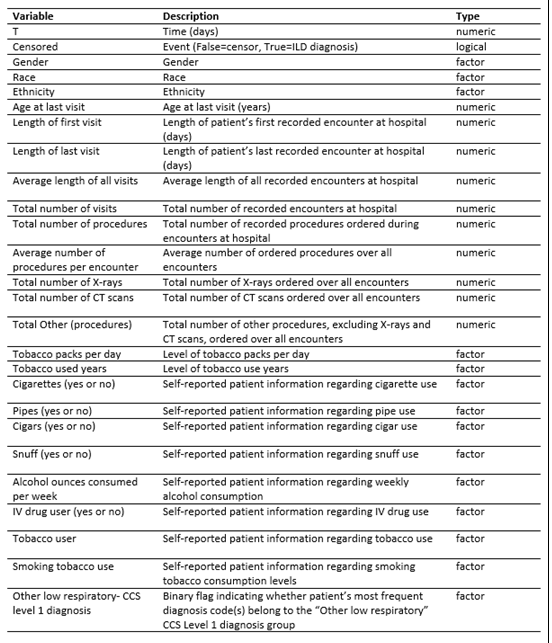 Variable Description Type
T Time (days) numeric
Censored Event (False=censor, True=ILD diagnosis) logical
Gender Gender factor
Race Race factor
Ethnicity Ethnicity factor
Age at last visit Age at last visit (years) numeric
Length of first visit Length of patient's first recorded encounter at hospital numeric
(days)
Length of last visit Length of patient's last recorded encounter at hospital numeric
(days)
Average length of all visits Average length of all recorded encounters at hospital numeric
Total number of visits Total number of recorded encounters at hospital numeric
Total number of procedures Total number of recorded procedures ordered during numeric
encounters at hospital
Average number of Average number of ordered procedures over all numeric
procedures per encounter encounters
Total number of X-rays Total number of X-rays ordered over all encounters numeric
Total number of CT scans Total number of CT scans ordered over all encounters numeric
Total Other (procedures) Total number of other procedures, excluding X-rays and numeric
CT scans, ordered over all encounters
Tobacco packs per day Level of tobacco packs per day factor
Tobacco used years Level of tobacco use years factor
Cigarettes (yes or no) Self-reported patient information regarding cigarette use factor
Pipes (yes or no) Self-reported patient information regarding pipe use factor
Cigars (yes or no) Self-reported patient information regarding cigar use factor
Snuff (yes or no) Self-reported patient information regarding snuff use factor
Alcohol ounces consumed Self-reported patient information regarding weekly factor
per week alcohol consumption
IV drug user (yes or no) Self-reported patient information regarding IV drug use factor
Tobacco user Self-reported patient information regarding tobacco use factor
Smoking tobacco use Self-reported patient information regarding smoking factor
tobacco consumption levels
Other low respiratory- CCS Binary flag indicating whether patient's most frequent factor
level 1 diagnosis diagnosis code(s) belong to the "Other low respiratory"
CCS Level 1 diagnosis group